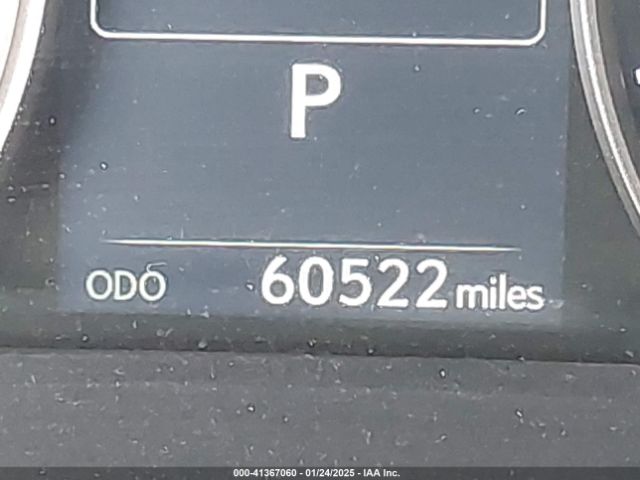 P
ODO 60522 miles
000-41367060 - 01/24/2025 - IAA Inc.